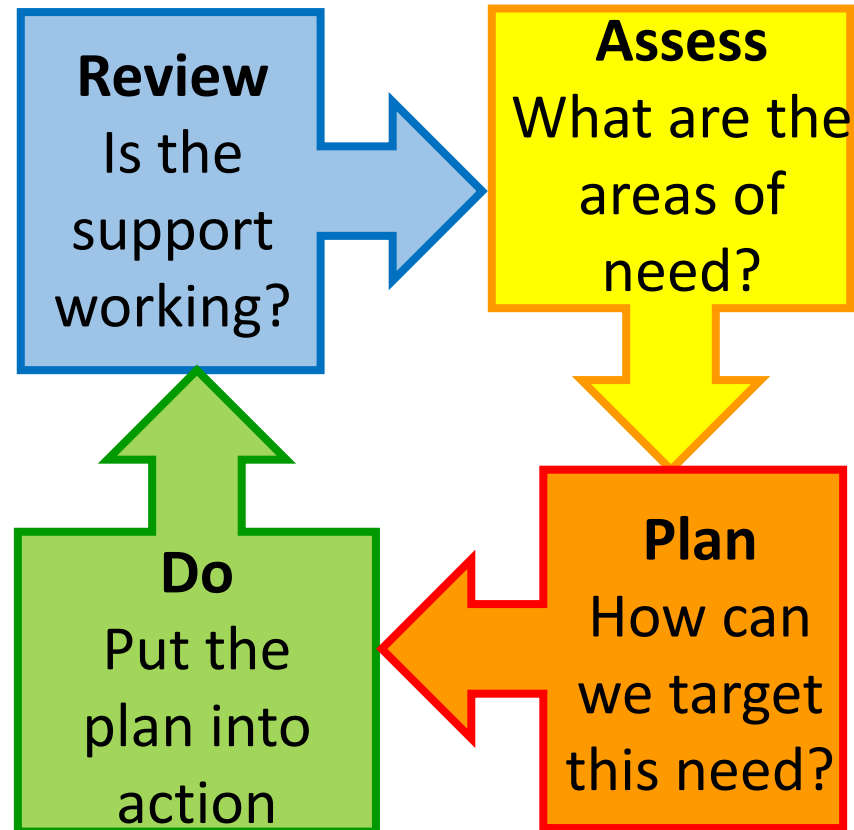 Review
Is the
support
working?
Assess
What are the
areas of
need?
Do
Put the
plan into
action
Plan
How can
we target
this need?